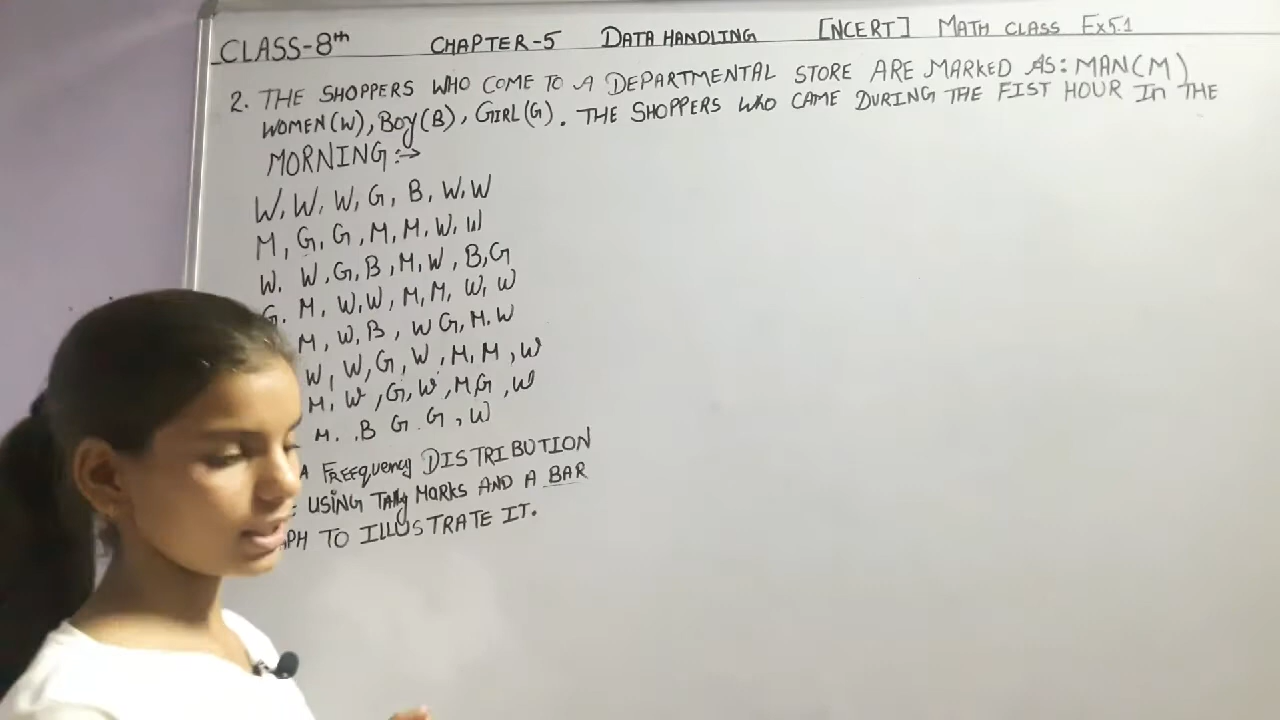 CLASS-8th CHAPTER-5 DATA HANDLING [NCERT] MATH CLASS Ex5.1
2. THE SHOPPERS WHO COME TO A DEPARTMENTAL STORE ARE MARKED AS: MAN(M)
WOMEN(W), Boy(B), GIRL(G). THE SHOPPERS WHO CAME DURING THE FIST HOUR IN THE
MORNING:→
W, W, W, G, B, W, W
M, G, G, M, M, W, W
W. W, G, B, M, W, B, G
G. M, W, W, M, M, W, W
M, W, B, W G, M. W
W, W, G, W, M, M, W
M, W, G, W, M, G, W
M. .B G G, W
A FREEquency DISTRIBUTION
: USING Tally MARKS AND A BAR
APH TO ILLUSTRATE IT.